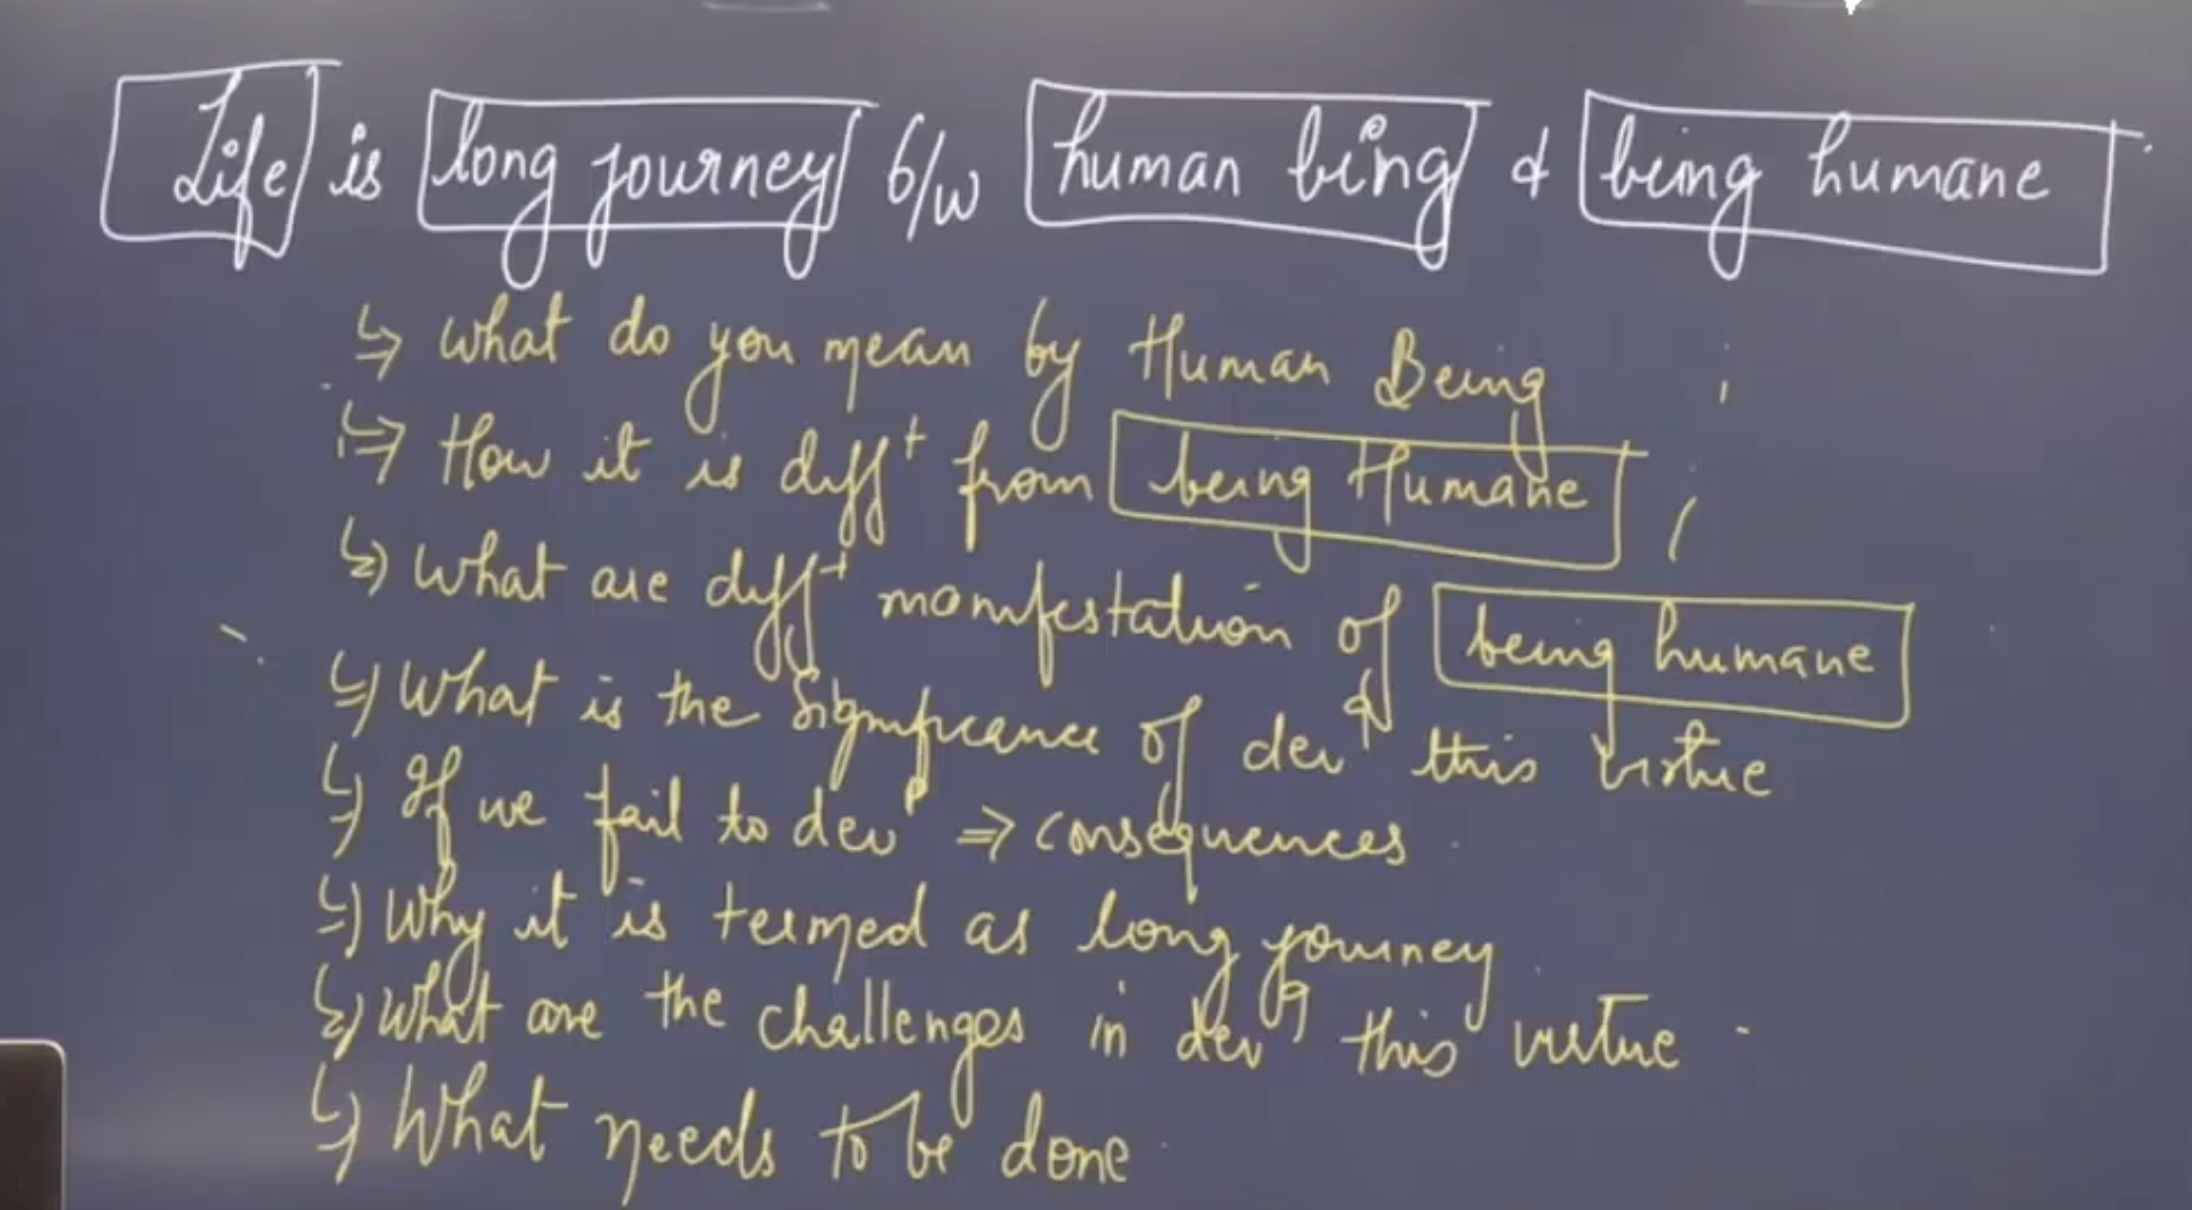 Life is long journey b/w human being & being humane
what do you mean by Human Being
How it is diff^t from being Humane
What are diff^t manifestation of being humane
What is the Significance of dev^g this virtue
If we fail to dev^p => consequences
Why it is termed as long journey
What are the challenges in dev^g this virtue
What needs to be done